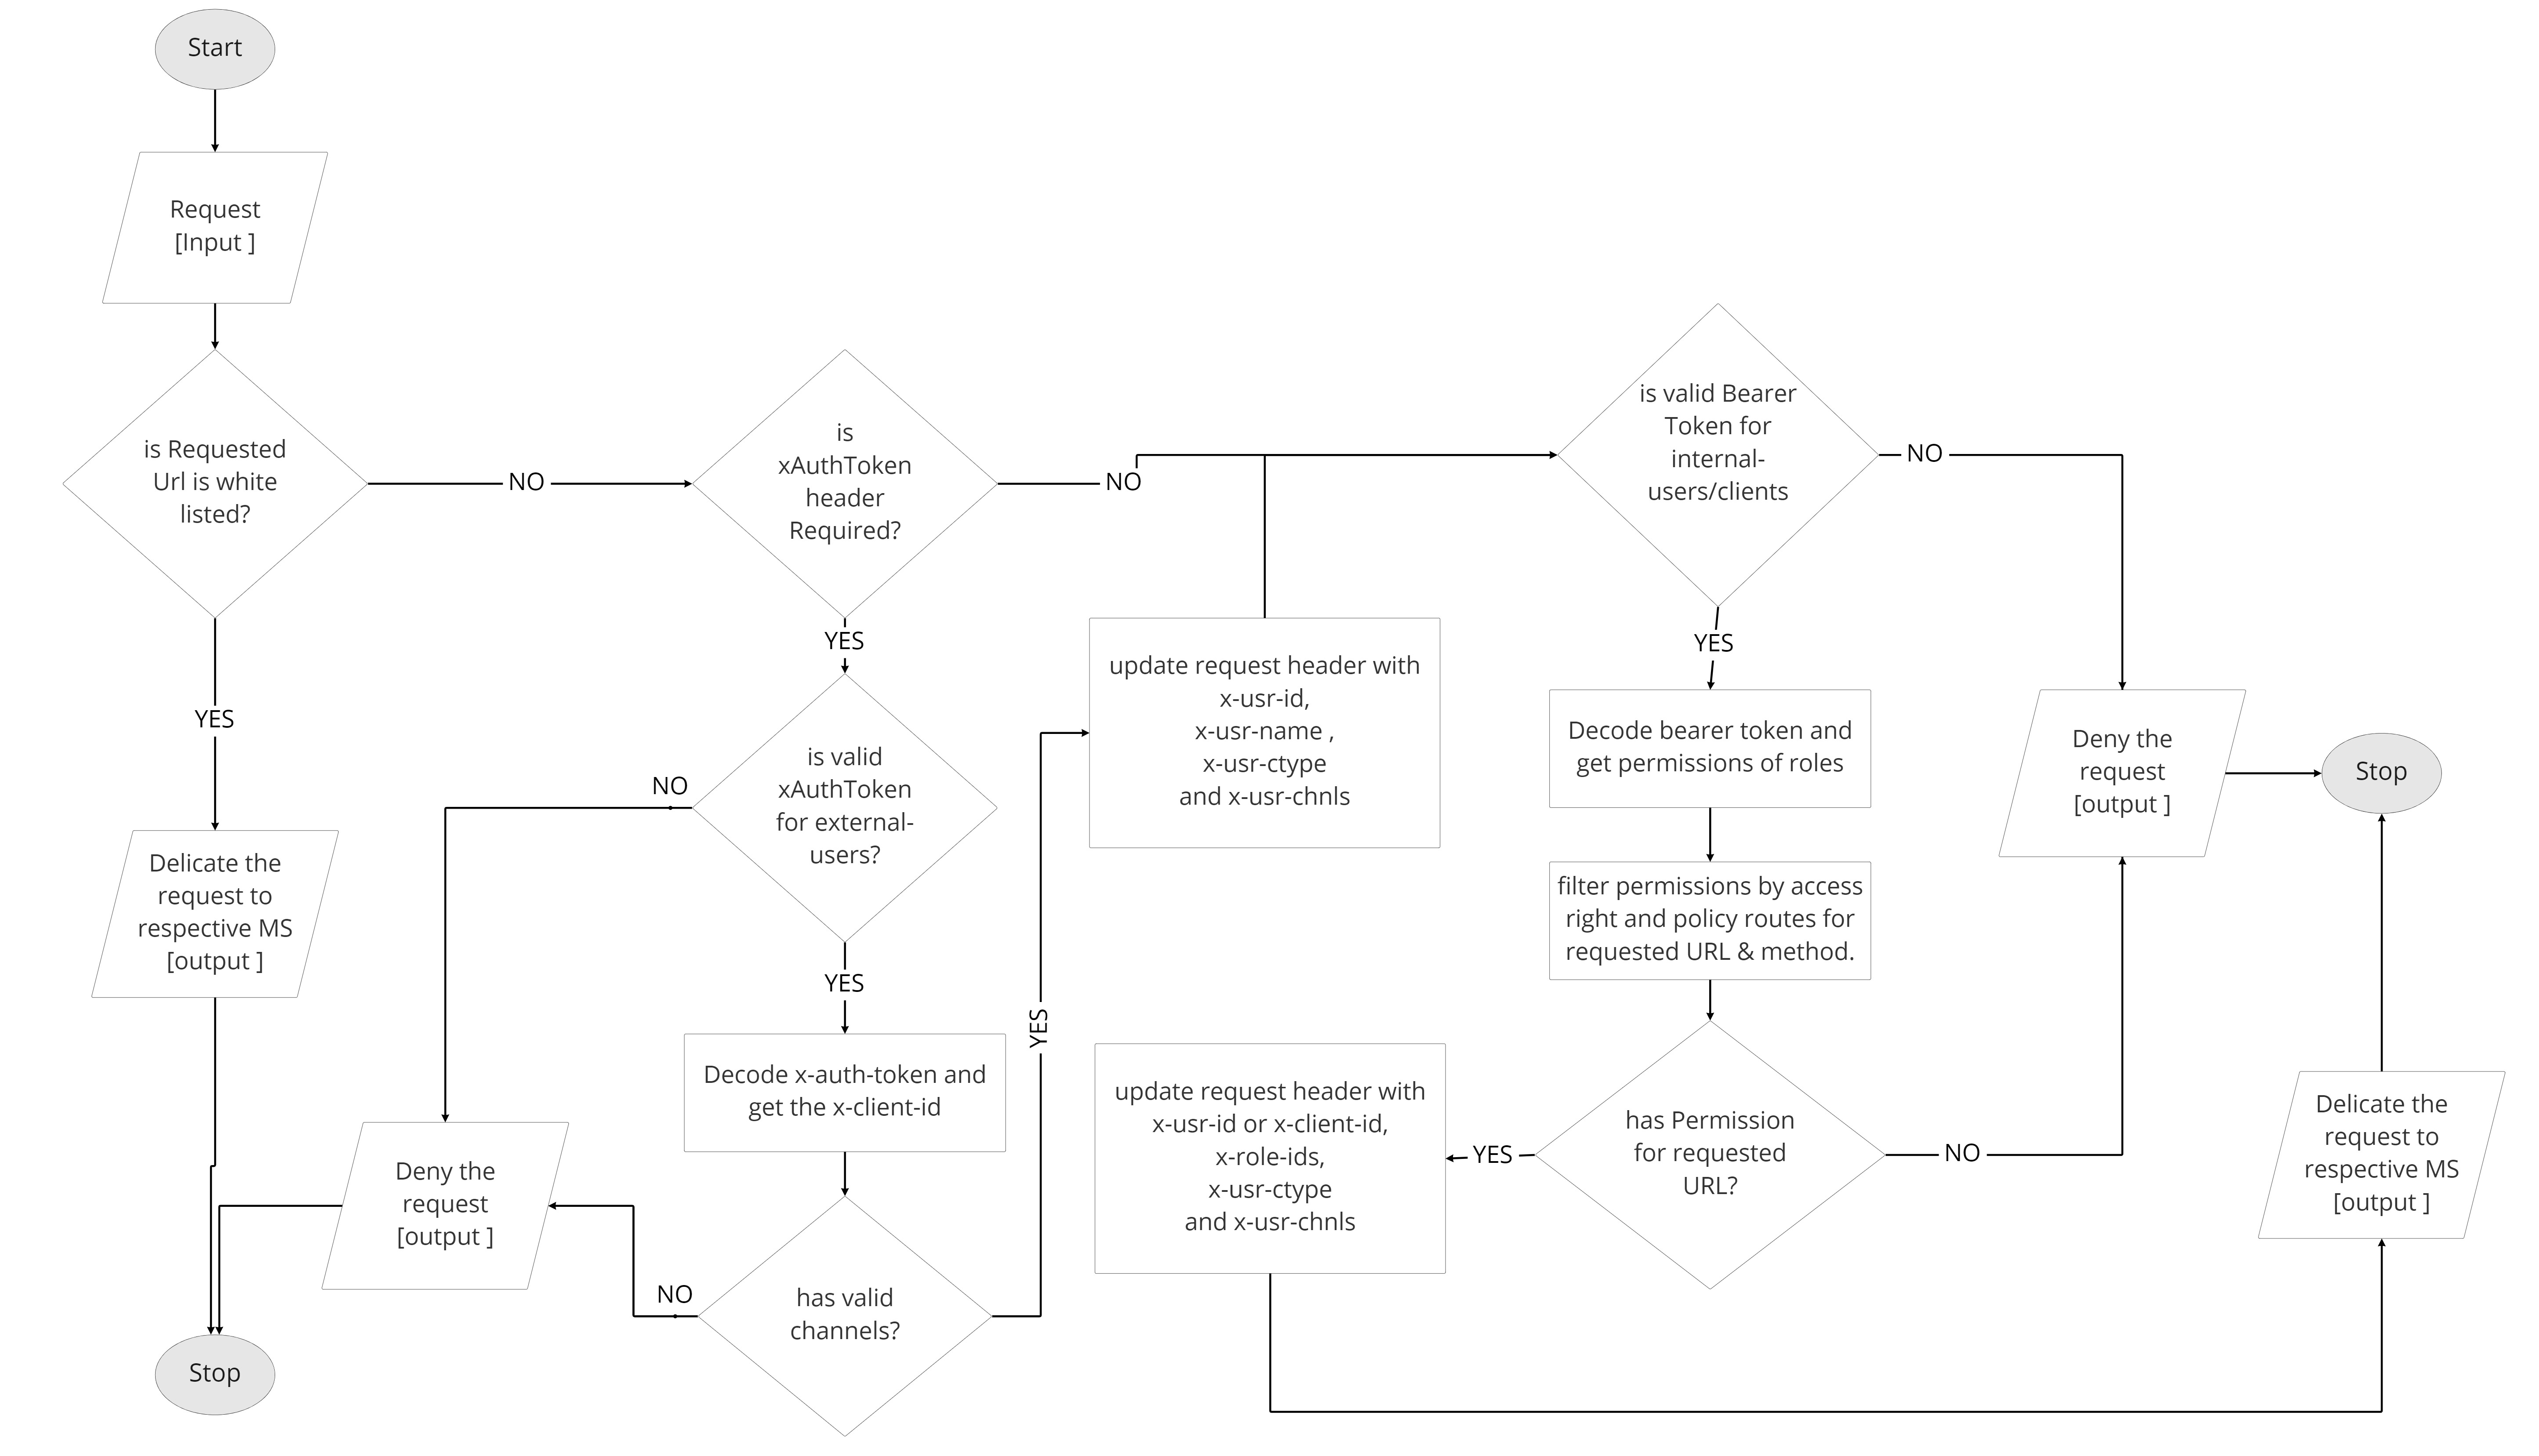 Start
Request
[Input ]
is Requested
Url is white
listed?
NO
YES
Delicate the
request to
respective MS
[output ]
Stop
is
xAuthToken
header
Required?
NO
YES
is valid
xAuthToken
for external-
users?
NO
YES
Decode x-auth-token and
get the x-client-id
has valid
channels?
NO
Deny the
request
[output ]
YES
update request header with
x-usr-id,
x-usr-name ,
x-usr-ctype
and x-usr-chnls
is valid Bearer
Token for
internal-
users/clients
NO
YES
Decode bearer token and
get permissions of roles
filter permissions by access
right and policy routes for
requested URL & method.
has Permission
for requested
URL?
YES
NO
update request header with
x-usr-id or x-client-id,
x-role-ids,
x-usr-ctype
and x-usr-chnls
Deny the
request
[output ]
Stop
Delicate the
request to
respective MS
[output ]